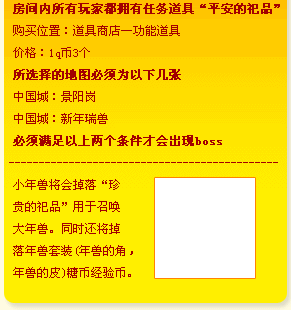 房间内所有玩家都拥有任务道具“平安的祀品”
购买位置：道具商店—功能道具
价格：1q币3个
所选择的地图必须为以下几张
中国城：景阳岗
中国城：新年瑞兽
必须满足以上两个条件才会出现boss
小年兽将会掉落“珍
贵的祀品”用于召唤
大年兽。同时还将掉
落年兽套装(年兽的角，
年兽的皮)糖币经验币。